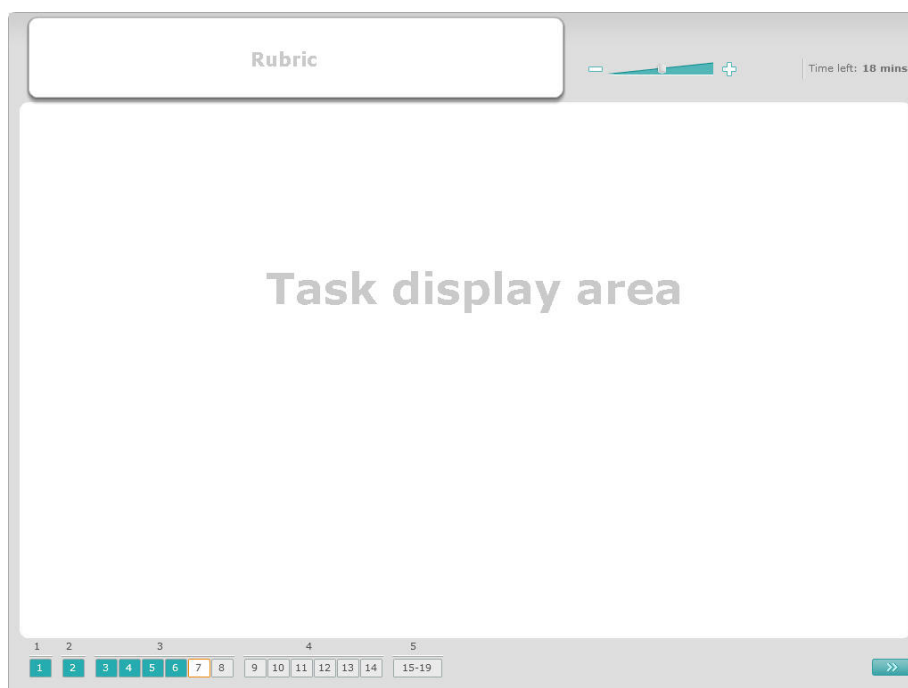 Rubric
Time left: 18 mins
Task display area
1 2 3 4 5
1 2 3 4 5 6 7 8 9 10 11 12 13 14 15-19